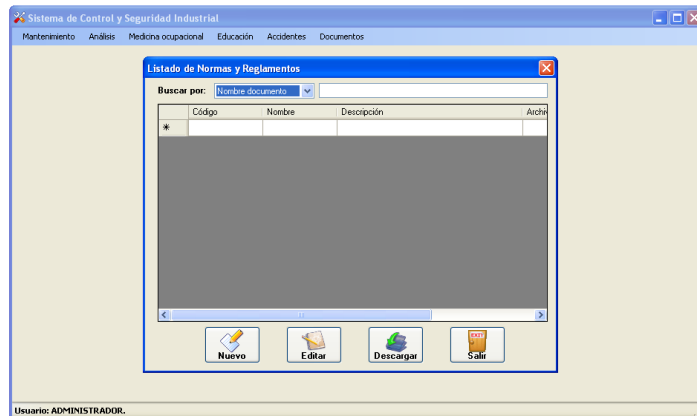 Sistema de Control y Seguridad Industrial
Mantenimiento Análisis Medicina ocupacional Educación Accidentes Documentos
Listado de Normas y Reglamentos
Buscar por: Nombre documento
Código Nombre Descripción Archiv
Nuevo Editar Descargar EXIT Salir
Usuario: ADMINISTRADOR.